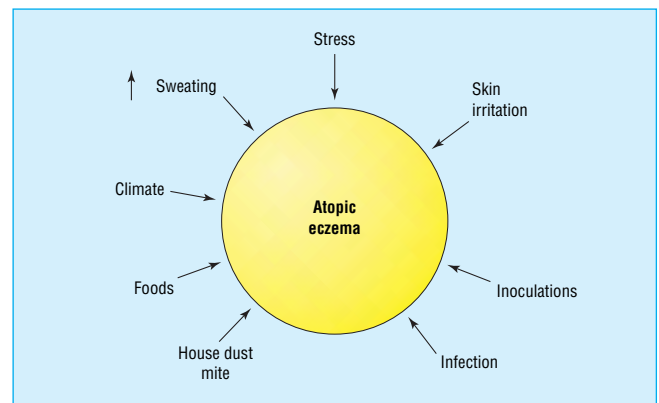 Stress
↑ Sweating
Skin
irritation
Climate
Atopic
eczema
Foods
Inoculations
House dust
mite
Infection